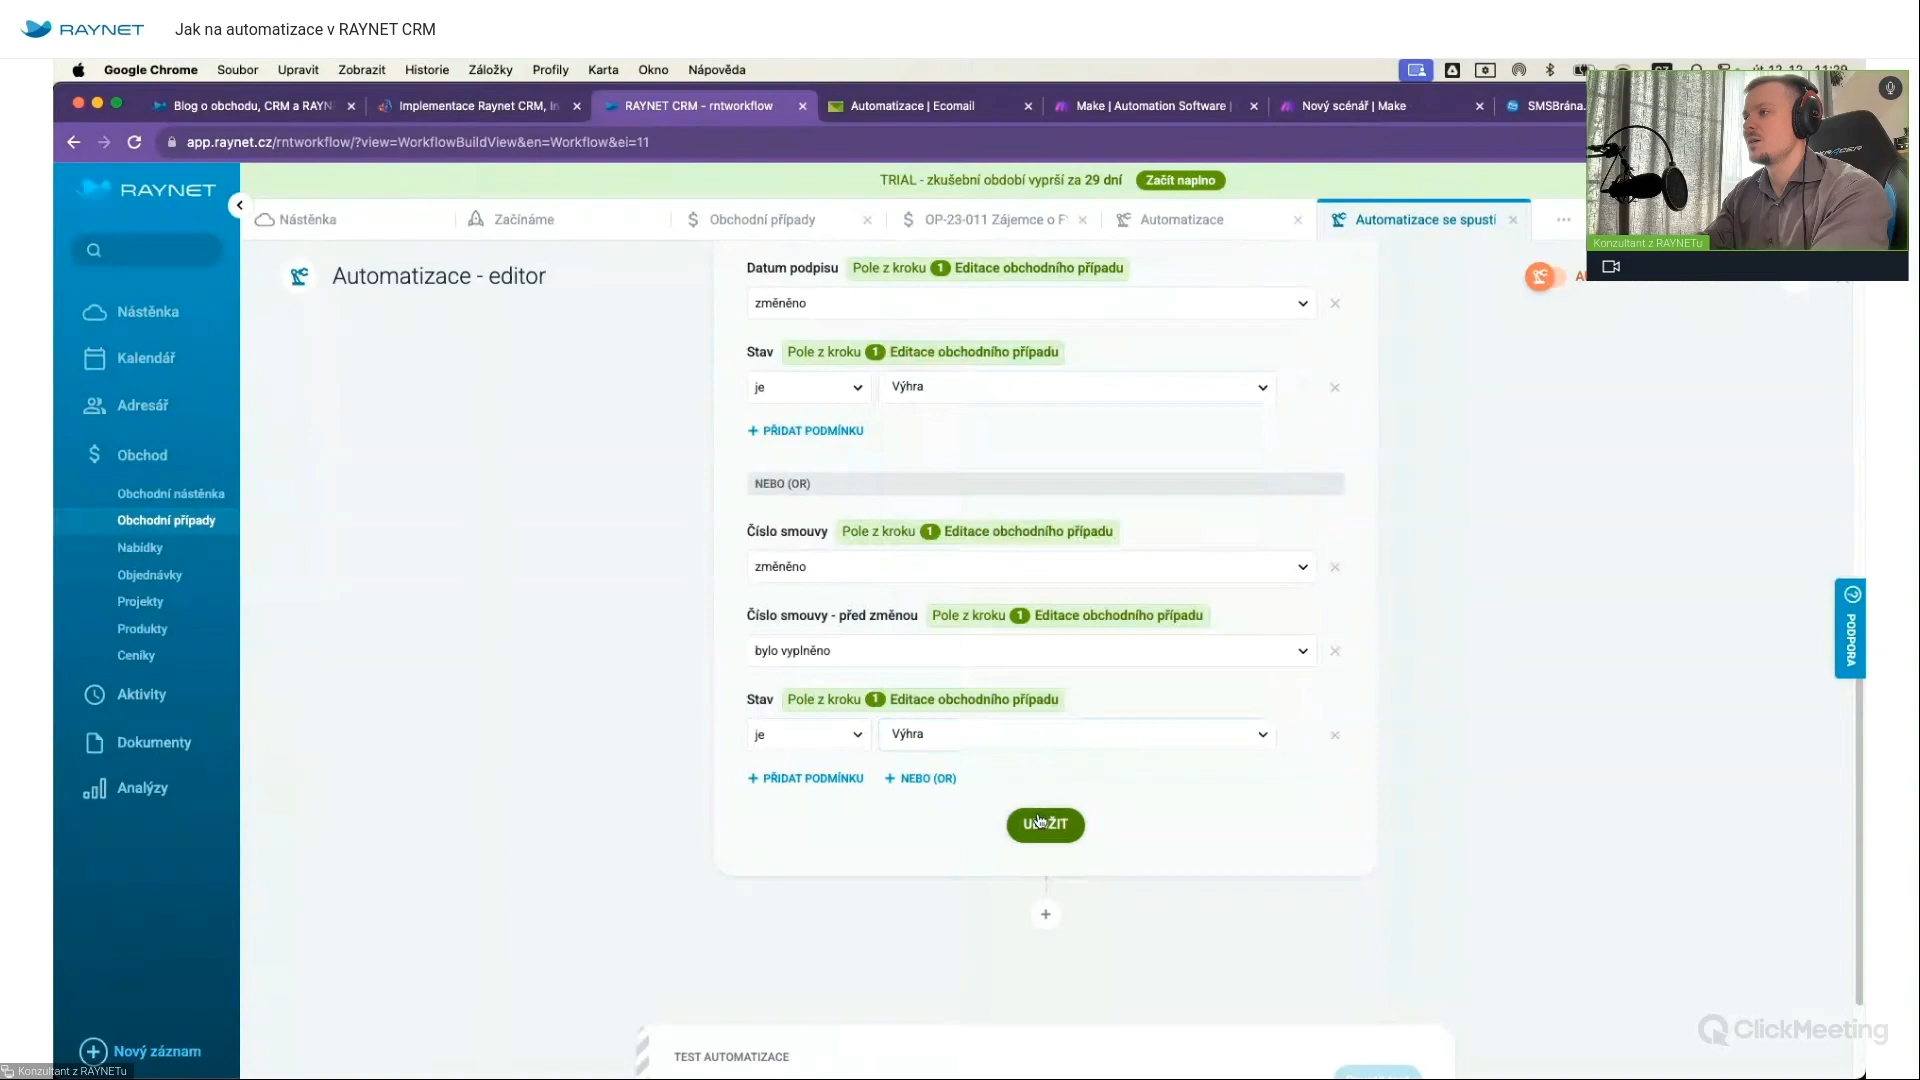 RAYNET
Jak na automatizace v RAYNET CRM
Google Chrome Soubor Upravit Zobrazit Historie Záložky Profily Karta Okno Nápověda
Blog o obchodu, CRM a RAYN
Implementace Raynet CRM, In
RAYNET CRM - rntworkflow
Automatizace | Ecomail
Make | Automation Software |
Nový scénář | Make
SMSBrána.
app.raynet.cz/rntworkflow/?view=WorkflowBuildView&en=Workflow&ei=11
RAYNET
TRIAL - zkušební období vyprší za 29 dní
Začít naplno
Nástěnka
Začínáme
Obchodní případy
OP-23-011 Zájemce o F
Automatizace
Automatizace se spustí
Konzultant z RAYNETu
Automatizace - editor
Nástěnka
Kalendář
Adresář
Obchod
Obchodní nástěnka
Obchodní případy
Nabídky
Objednávky
Projekty
Produkty
Ceníky
Aktivity
Dokumenty
Analýzy
Nový záznam
Datum podpisu Pole z kroku 1 Editace obchodního případu
změněno
Stav Pole z kroku 1 Editace obchodního případu
je Výhra
+ PŘIDAT PODMÍNKU
NEBO (OR)
Číslo smouvy Pole z kroku 1 Editace obchodního případu
změněno
Číslo smouvy - před změnou Pole z kroku 1 Editace obchodního případu
bylo vyplněno
Stav Pole z kroku 1 Editace obchodního případu
je Výhra
+ PŘIDAT PODMÍNKU + NEBO (OR)
ULOŽIT
PODPORA
TEST AUTOMATIZACE
ClickMeeting
Konzultant z RAYNETu